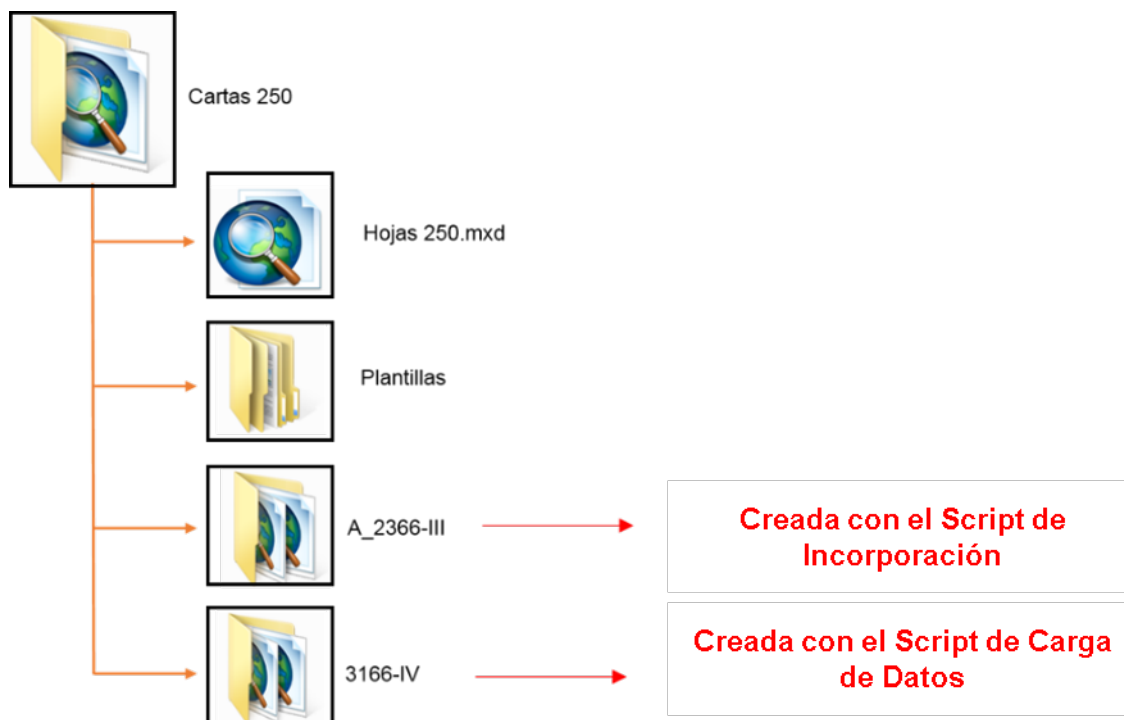 Cartas 250
Hojas 250.mxd
Plantillas
A_2366-III
Creada con el Script de
Incorporación
3166-IV
Creada con el Script de Carga
de Datos